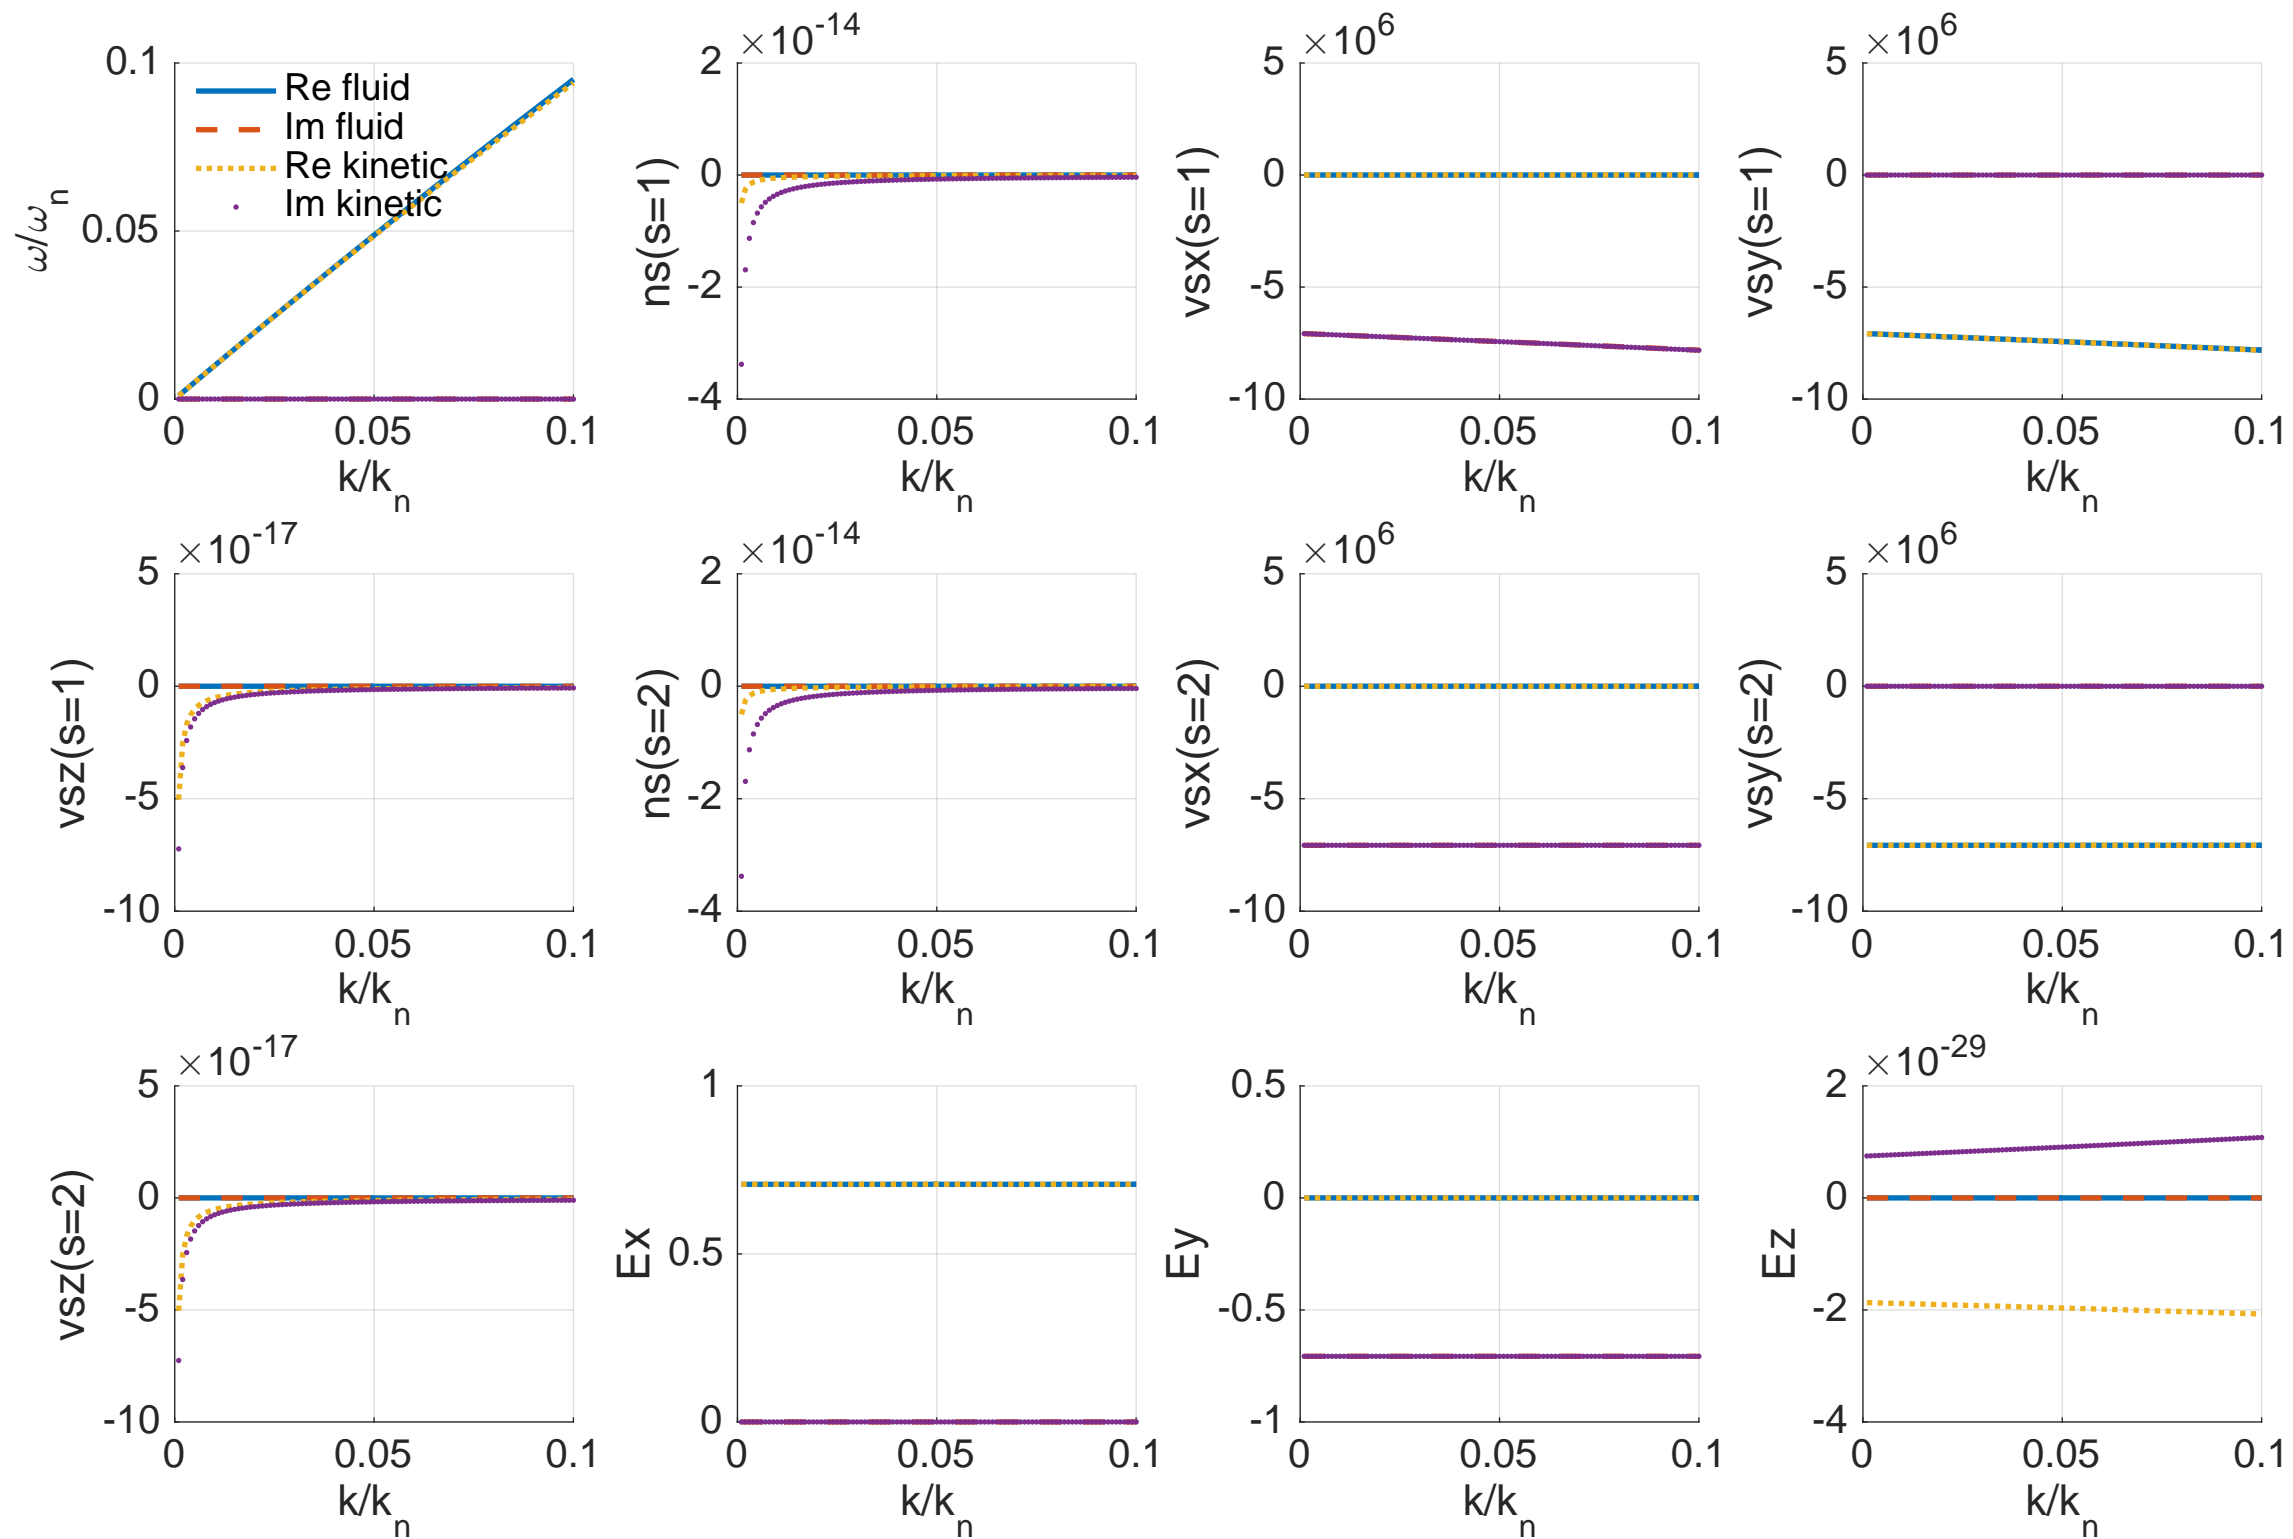 0.1
0.05
0
ω/ω_n
Re fluid
Im fluid
Re kinetic
Im kinetic
0 0.05 0.1
k/k_n
×10^-14
2
0
-2
-4
ns(s=1)
0 0.05 0.1
k/k_n
×10^6
5
0
-5
-10
vsx(s=1)
0 0.05 0.1
k/k_n
×10^6
5
0
-5
-10
vsy(s=1)
0 0.05 0.1
k/k_n
×10^-17
5
0
-5
-10
vsz(s=1)
0 0.05 0.1
k/k_n
×10^-14
2
0
-2
-4
ns(s=2)
0 0.05 0.1
k/k_n
×10^6
5
0
-5
-10
vsx(s=2)
0 0.05 0.1
k/k_n
×10^6
5
0
-5
-10
vsy(s=2)
0 0.05 0.1
k/k_n
×10^-17
5
0
-5
-10
vsz(s=2)
0 0.05 0.1
k/k_n
1
0.5
0
Ex
0 0.05 0.1
k/k_n
0.5
0
-0.5
-1
Ey
0 0.05 0.1
k/k_n
×10^-29
2
0
-2
-4
Ez
0 0.05 0.1
k/k_n